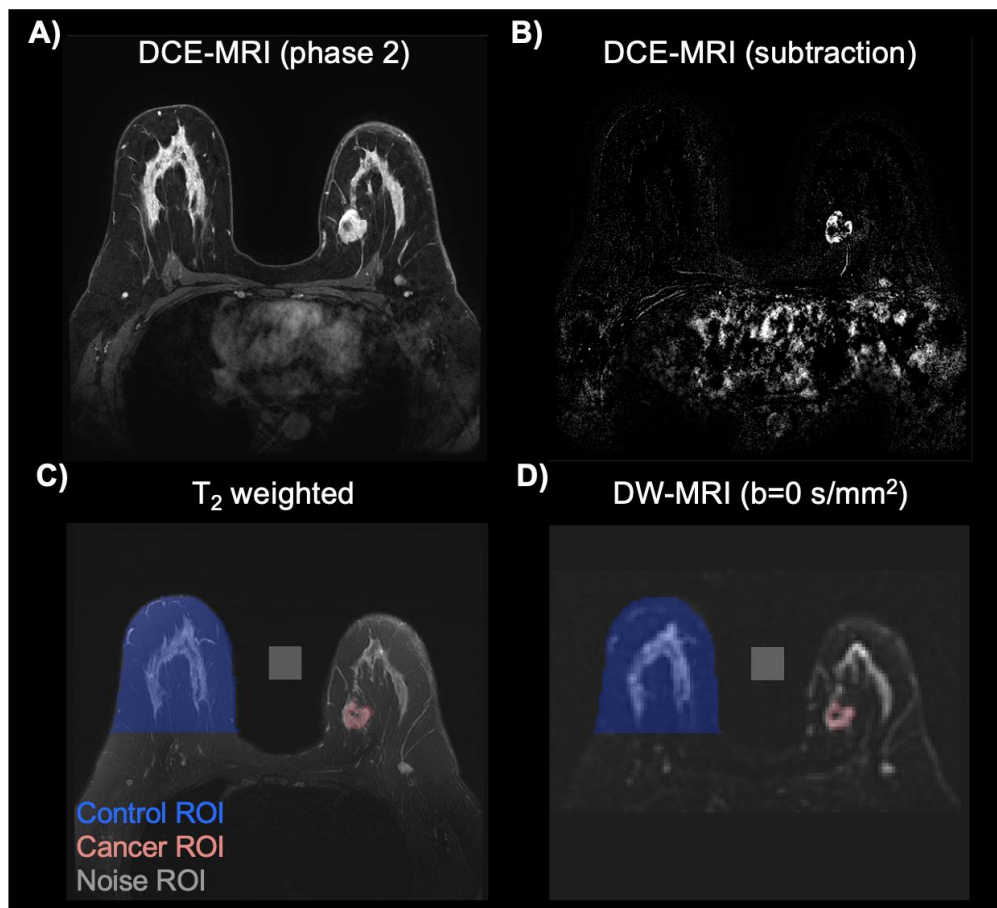 A)
DCE-MRI (phase 2)
B)
DCE-MRI (subtraction)
C)
T₂ weighted
D)
DW-MRI (b=0 s/mm²)
Control ROI
Cancer ROI
Noise ROI